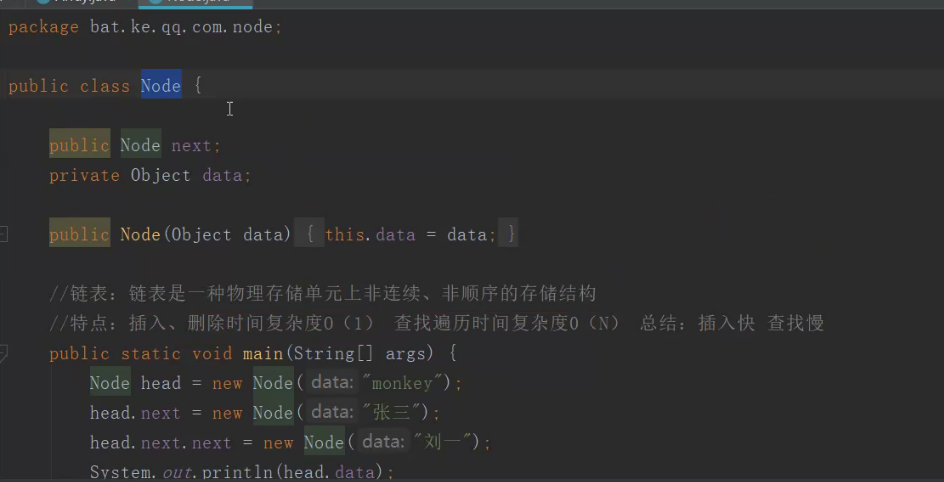 package bat.ke.qq.com.node;
public class Node {
public Node next;
private Object data;
public Node(Object data) { this.data = data; }
//链表：链表是一种物理存储单元上非连续、非顺序的存储结构
//特点：插入、删除时间复杂度O（1） 查找遍历时间复杂度O（N） 总结：插入快 查找慢
public static void main(String[] args) {
Node head = new Node( data: "monkey");
head.next = new Node( data: "张三");
head.next.next = new Node( data: "刘一");
System.out.println(head.data);